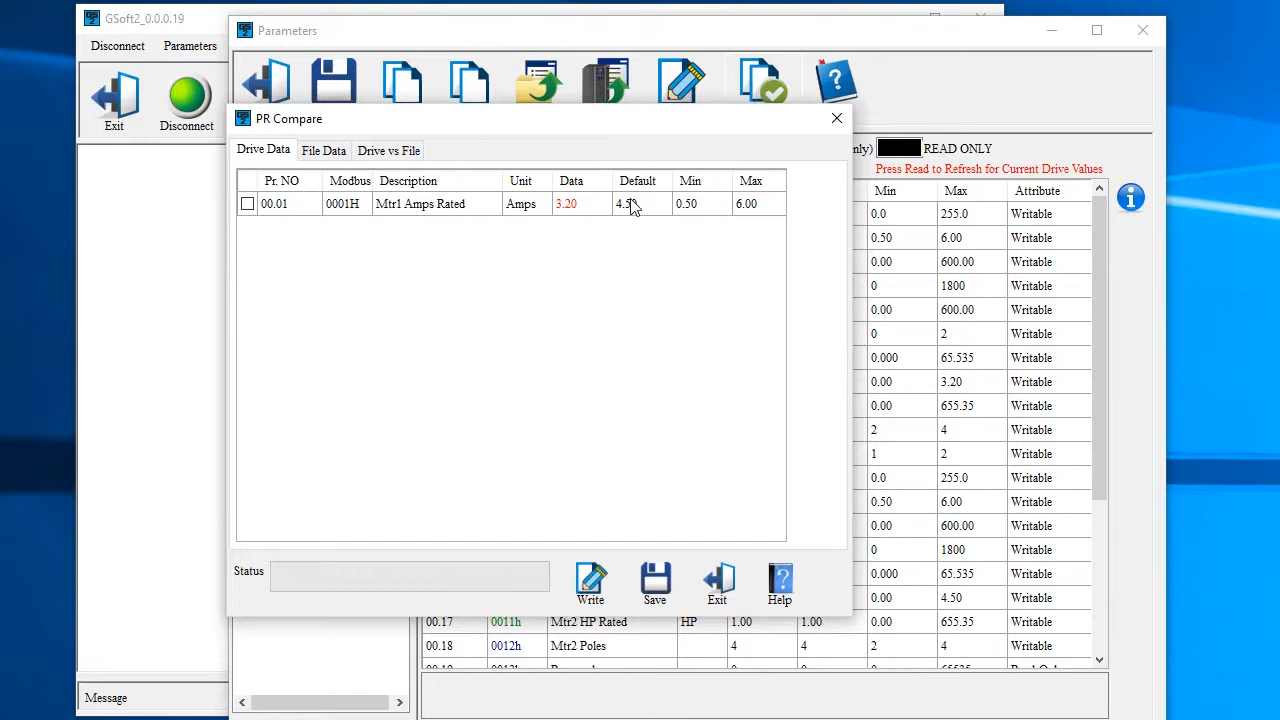 GSoft2_0.0.0.19
Parameters
Disconnect Parameters
Exit Disconnect
PR Compare
Drive Data File Data Drive vs File
nly) READ ONLY
Press Read to Refresh for Current Drive Values
Pr. NO Modbus Description Unit Data Default Min Max
00.01 0001H Mtr1 Amps Rated Amps 3.20 0.50 6.00
Min Max Attribute
0.0 255.0 Writable
0.50 6.00 Writable
0.00 600.00 Writable
0 1800 Writable
0.00 600.00 Writable
0 2 Writable
0.000 65.535 Writable
0.00 3.20 Writable
0.00 655.35 Writable
2 4 Writable
1 2 Writable
0.0 255.0 Writable
0.50 6.00 Writable
0.00 600.00 Writable
0 1550 Writable
0.000 65.535 Writable
0.00 4.50 Writable
Status
Write Save Exit Help
00.17 0011h Mtr2 HP Rated HP 1.00 1.00 0.00 655.35 Writable
00.18 0012h Mtr2 Poles 4 4 2 4 Writable
Message